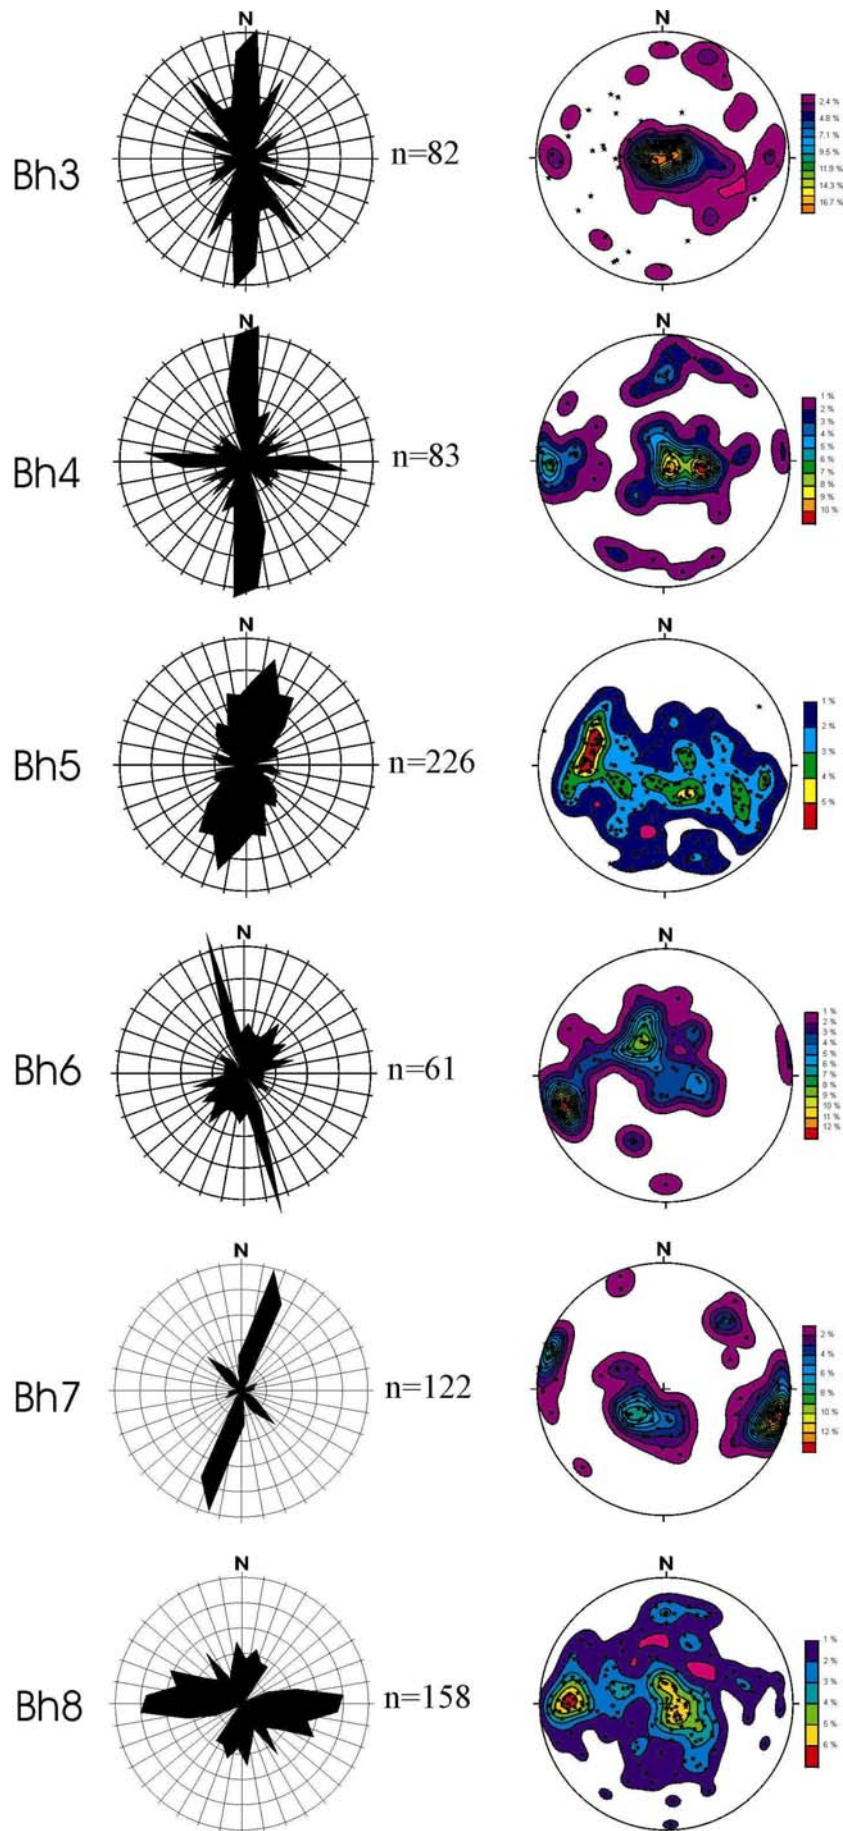 N
N
Bh3
n=82
2.4 %
4.8 %
7.1 %
9.5 %
11.9 %
14.3 %
16.7 %
N
N
Bh4
n=83
1 %
2 %
3 %
4 %
5 %
6 %
7 %
8 %
9 %
10 %
N
N
Bh5
n=226
1 %
2 %
3 %
4 %
5 %
N
N
Bh6
n=61
1 %
2 %
3 %
4 %
5 %
6 %
7 %
8 %
9 %
10 %
11 %
12 %
N
N
Bh7
n=122
2 %
4 %
6 %
8 %
10 %
12 %
N
N
Bh8
n=158
1 %
2 %
3 %
4 %
5 %
6 %